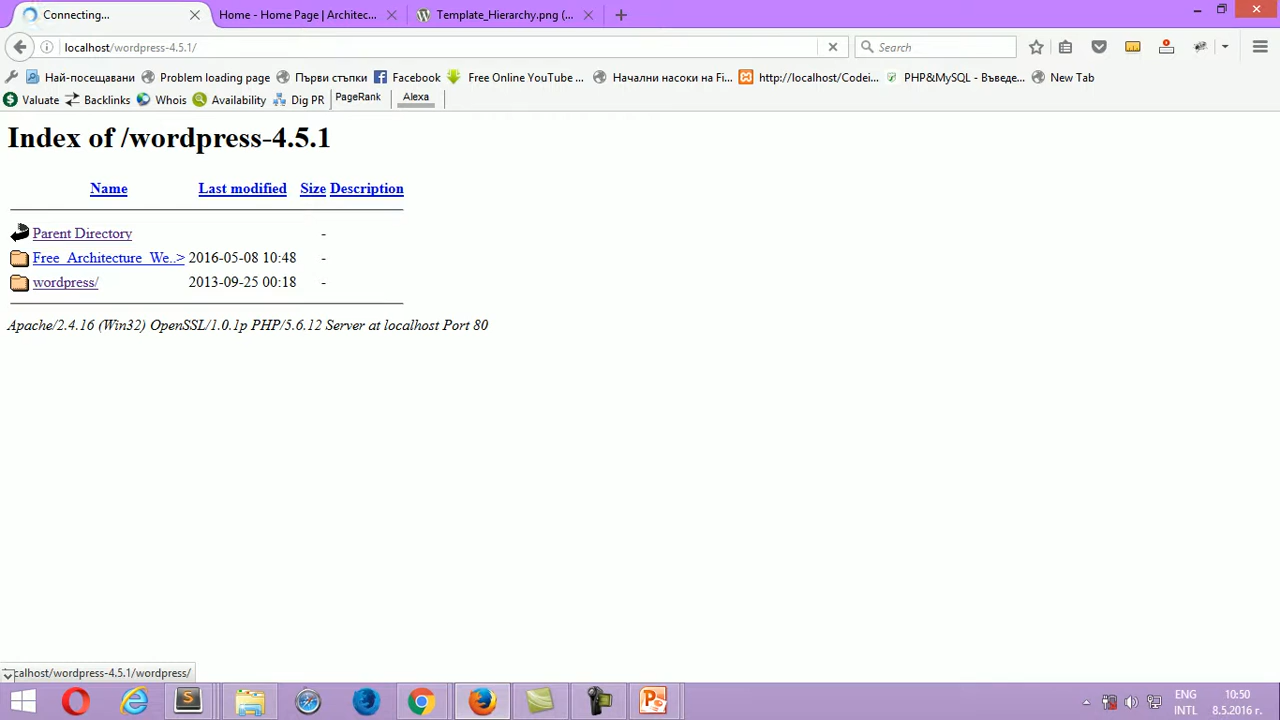 Connecting...
Home - Home Page | Architec...
Template_Hierarchy.png (...
localhost/wordpress-4.5.1/
Search
Най-посещавани
Problem loading page
Първи стъпки
Facebook
Free Online YouTube ...
Начални насоки на Fi...
http://localhost/Codei...
PHP&MySQL - Въведе...
New Tab
Valuate
Backlinks
Whois
Availability
Dig PR
PageRank
Alexa
Index of /wordpress-4.5.1
Name Last modified Size Description
Parent Directory -
Free_Architecture_We..> 2016-05-08 10:48 -
wordpress/ 2013-09-25 00:18 -
Apache/2.4.16 (Win32) OpenSSL/1.0.1p PHP/5.6.12 Server at localhost Port 80
calhost/wordpress-4.5.1/wordpress/
ENG 10:50
INTL 8.5.2016 г.